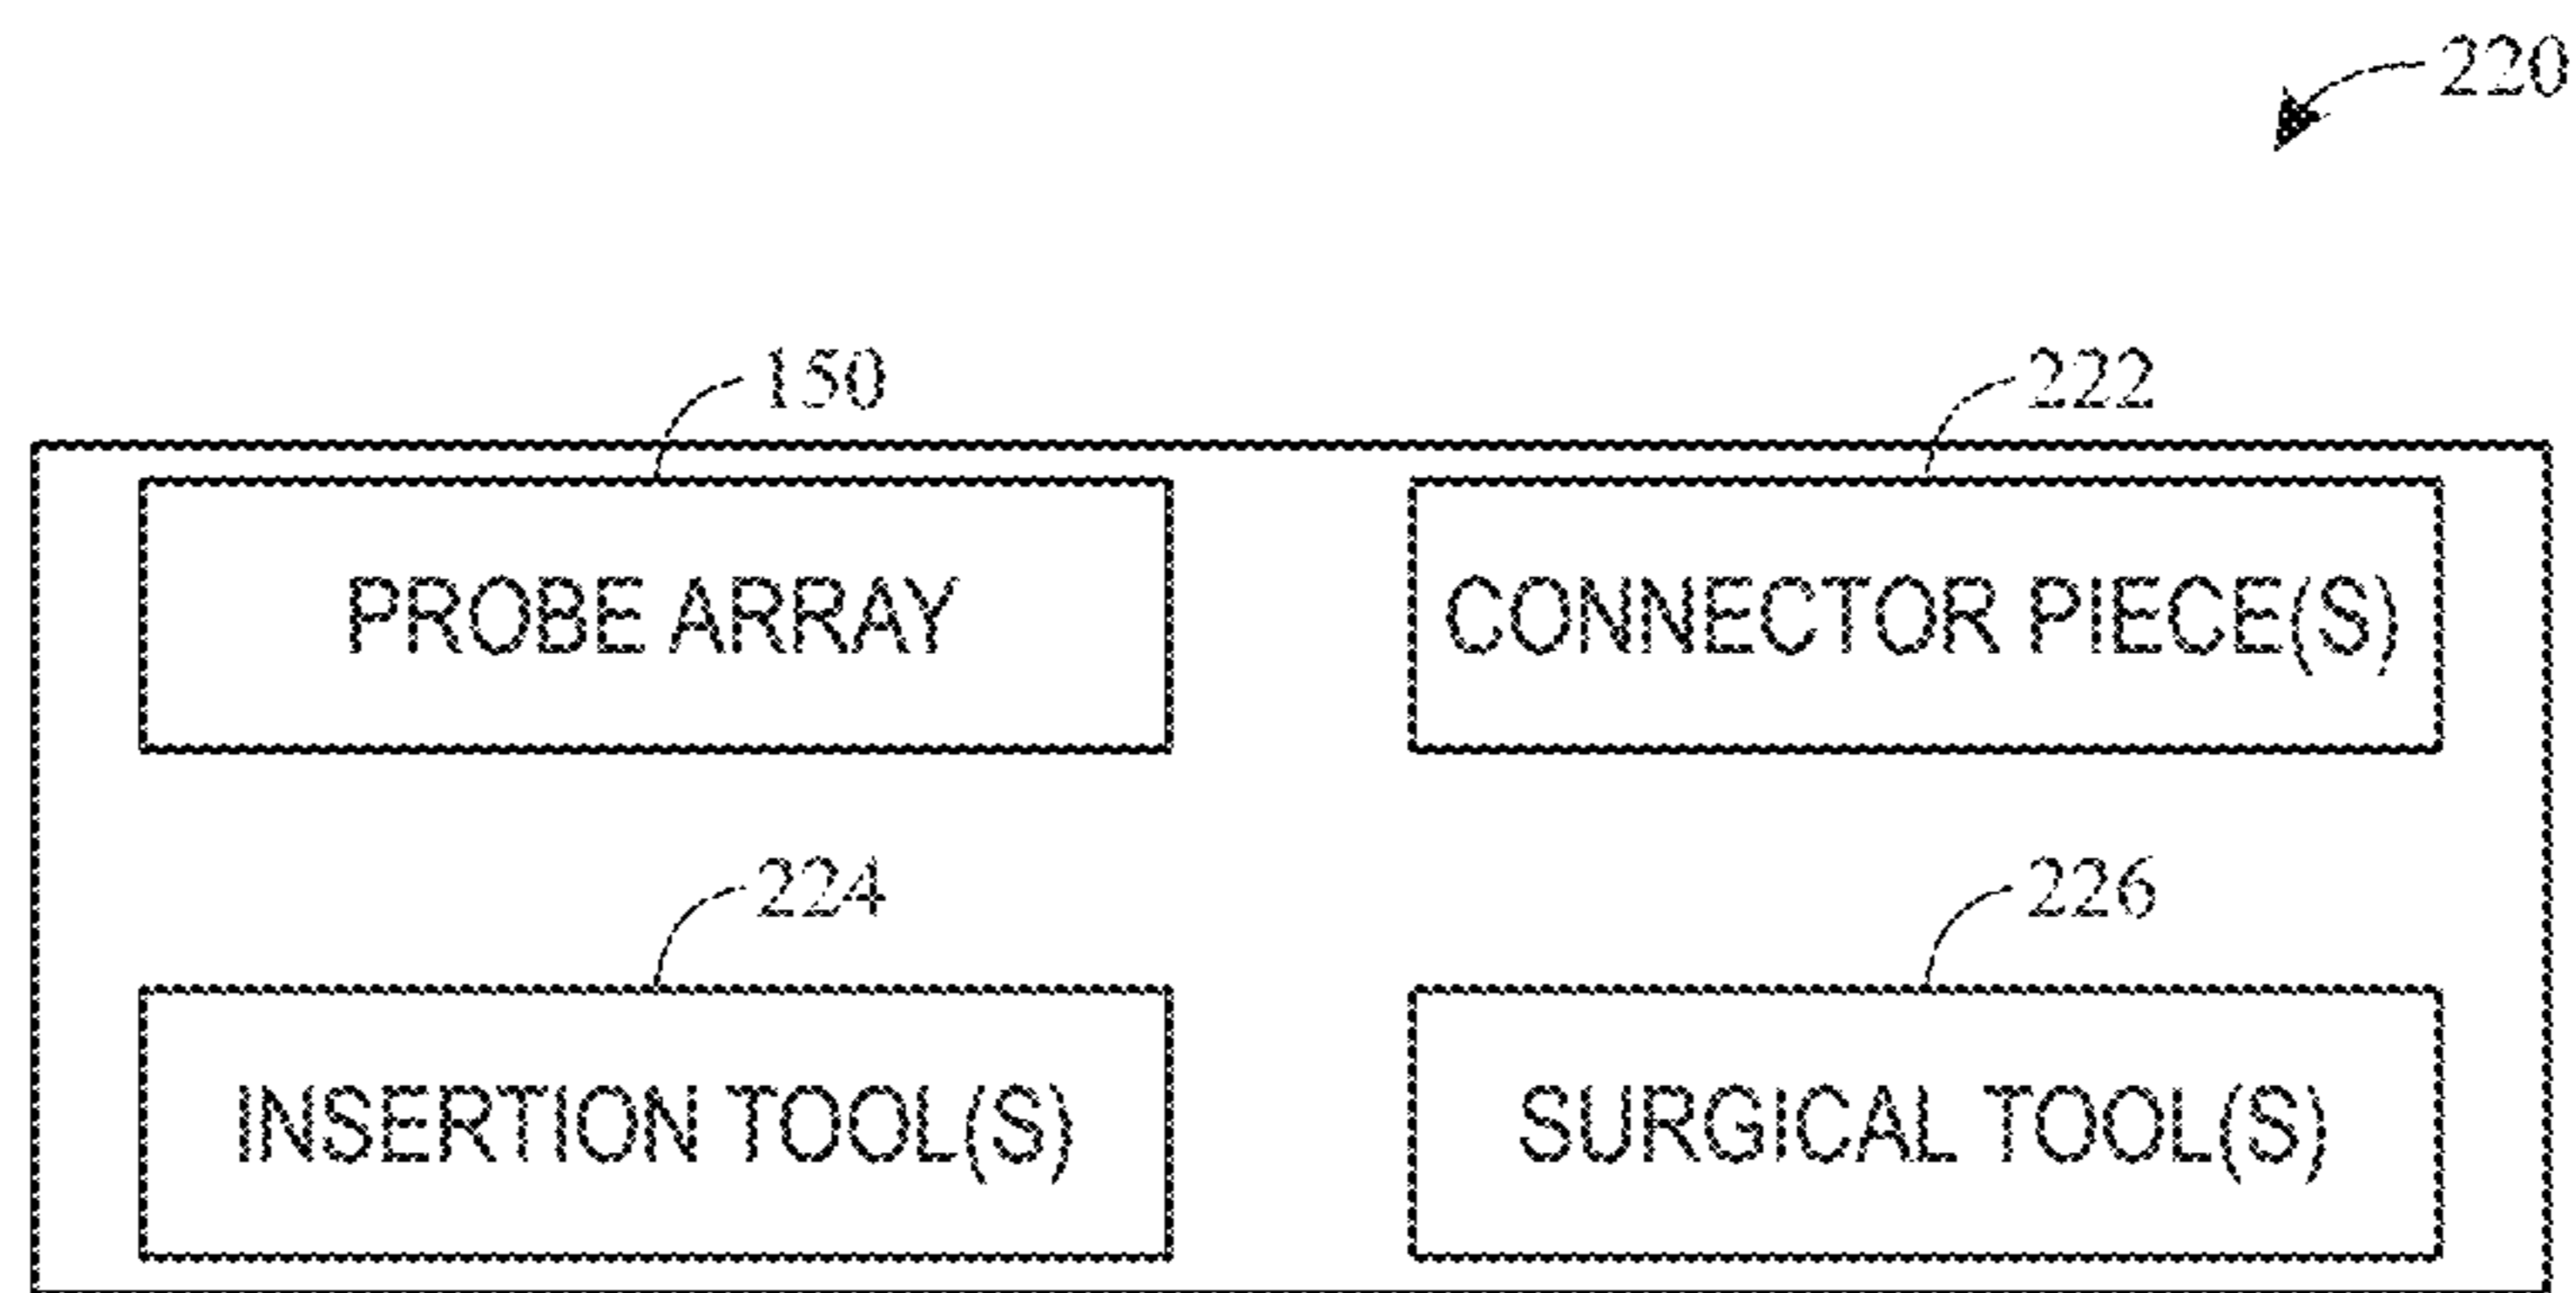 220
150
222
PROBE ARRAY
CONNECTOR PIECE(S)
224
226
INSERTION TOOL(S)
SURGICAL TOOL(S)